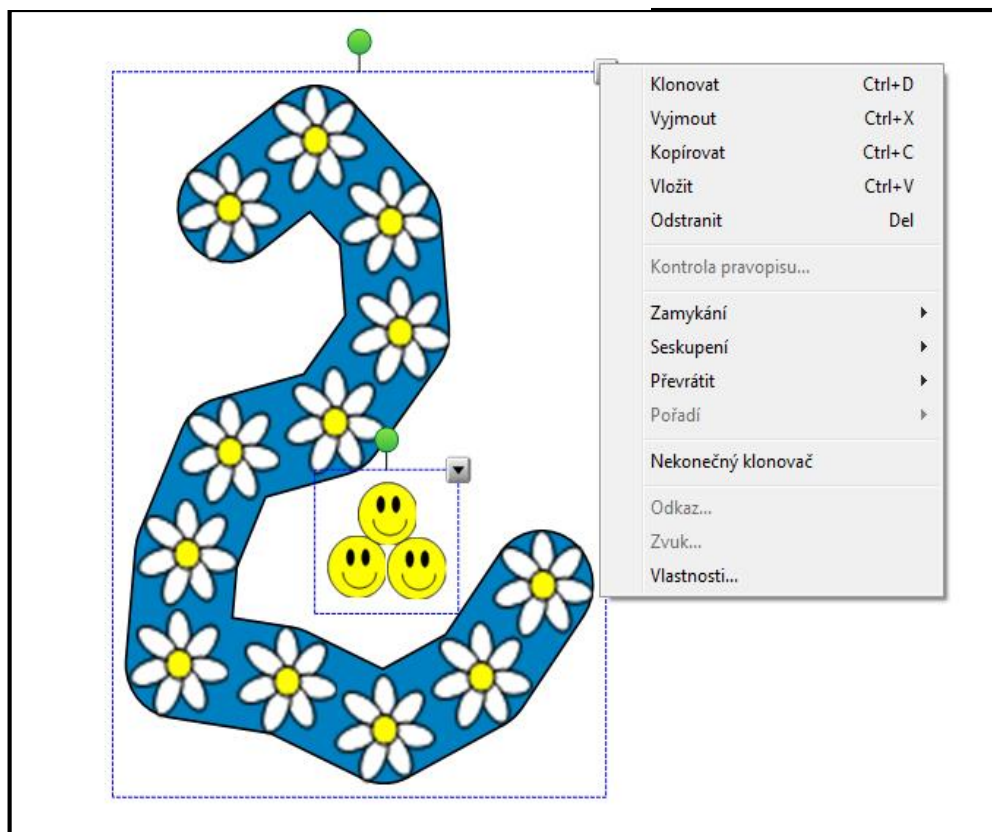 Klonovat Ctrl+D
Vyjmout Ctrl+X
Kopírovat Ctrl+C
Vložit Ctrl+V
Odstranit Del
Kontrola pravopisu...
Zamykání
Seskupení
Převrátit
Pořadí
Nekonečný klonovač
Odkaz...
Zvuk...
Vlastnosti...